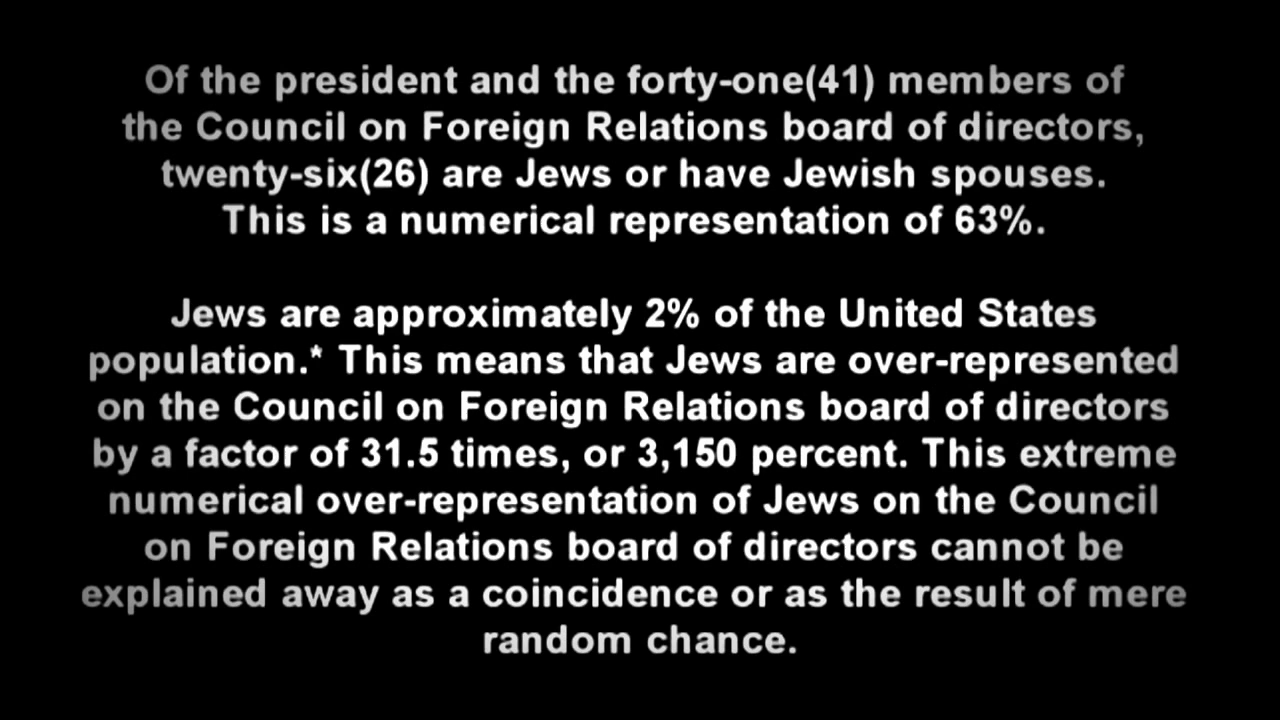 Of the president and the forty-one(41) members of
the Council on Foreign Relations board of directors,
twenty-six(26) are Jews or have Jewish spouses.
This is a numerical representation of 63%.
Jews are approximately 2% of the United States
population.* This means that Jews are over-represented
on the Council on Foreign Relations board of directors
by a factor of 31.5 times, or 3,150 percent. This extreme
numerical over-representation of Jews on the Council
on Foreign Relations board of directors cannot be
explained away as a coincidence or as the result of mere
random chance.